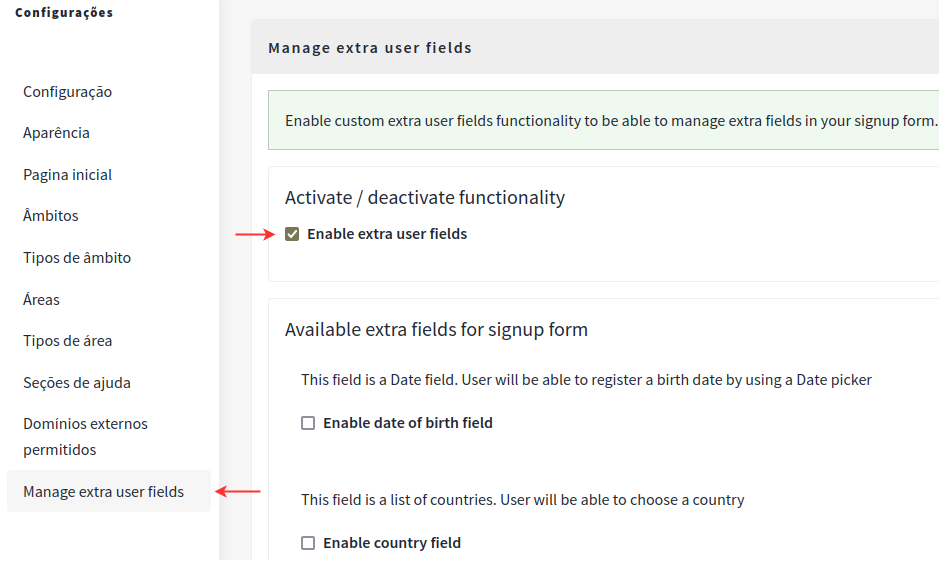 Configurações
Configuração
Aparência
Pagina inicial
Âmbitos
Tipos de âmbito
Áreas
Tipos de área
Seções de ajuda
Domínios externos
permitidos
Manage extra user fields
Manage extra user fields
Enable custom extra user fields functionality to be able to manage extra fields in your signup form.
Activate / deactivate functionality
Enable extra user fields
Available extra fields for signup form
This field is a Date field. User will be able to register a birth date by using a Date picker
Enable date of birth field
This field is a list of countries. User will be able to choose a country
Enable country field